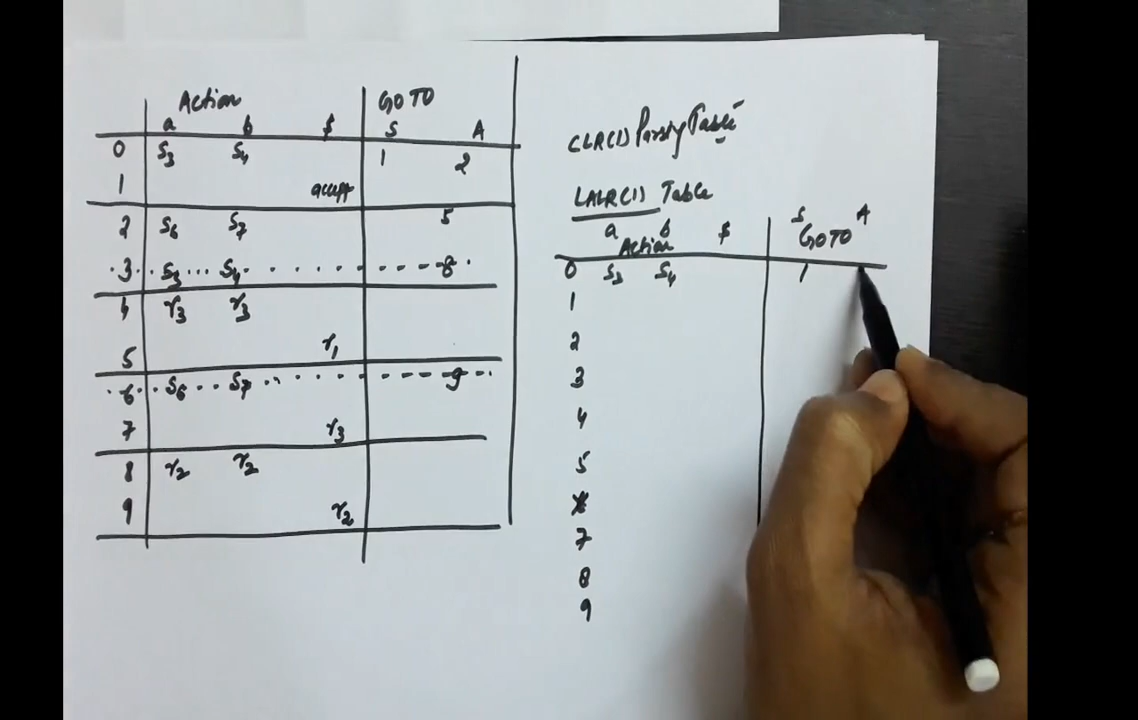 Action GOTO
a b $ S A
0 S3 S4 1 2
1 accept
2 S6 S7 5
3 S3 S4 8
4 r3 r3
5 r1
6 S6 S7 9
7 r3
8 r2 r2
9 r2
CLR(1) Table
LALR(1) Table
a b $ S A
Action GOTO
0 S3 S4 1
1
2
3
4
5
7
8
9